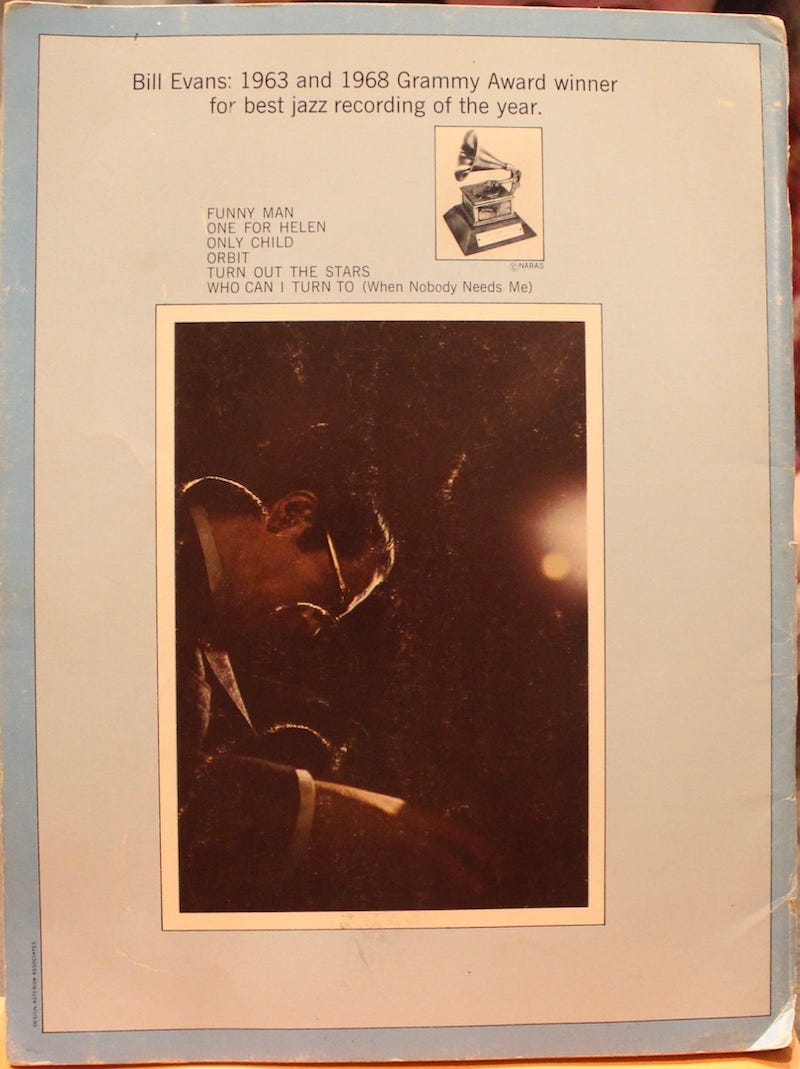 Bill Evans: 1963 and 1968 Grammy Award winner
for best jazz recording of the year.
FUNNY MAN
ONE FOR HELEN
ONLY CHILD
ORBIT
TURN OUT THE STARS
WHO CAN I TURN TO (When Nobody Needs Me)
©NARAS
DESIGN: ASTERISK ASSOCIATES